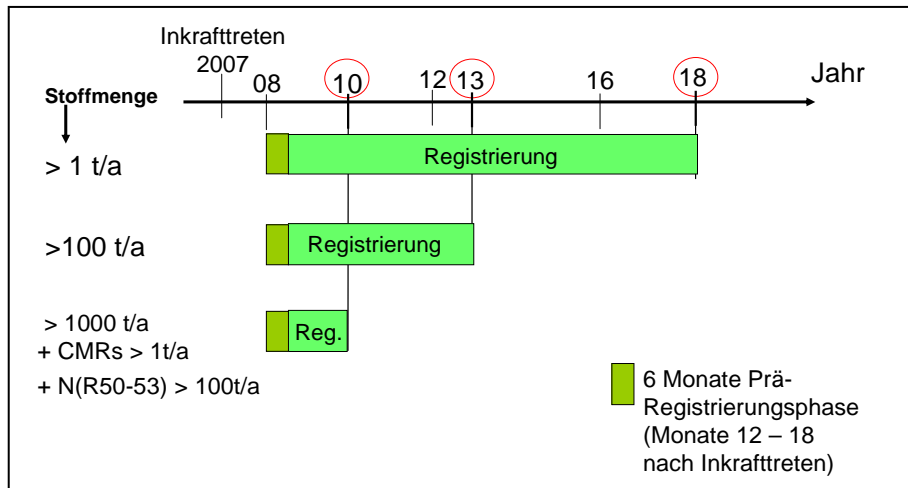 Inkrafttreten
2007
08
10
12
13
16
18
Jahr
Stoffmenge
> 1 t/a
Registrierung
>100 t/a
Registrierung
> 1000 t/a
+ CMRs > 1t/a
+ N(R50-53) > 100t/a
Reg.
6 Monate Prä-
Registrierungsphase
(Monate 12 – 18
nach Inkrafttreten)